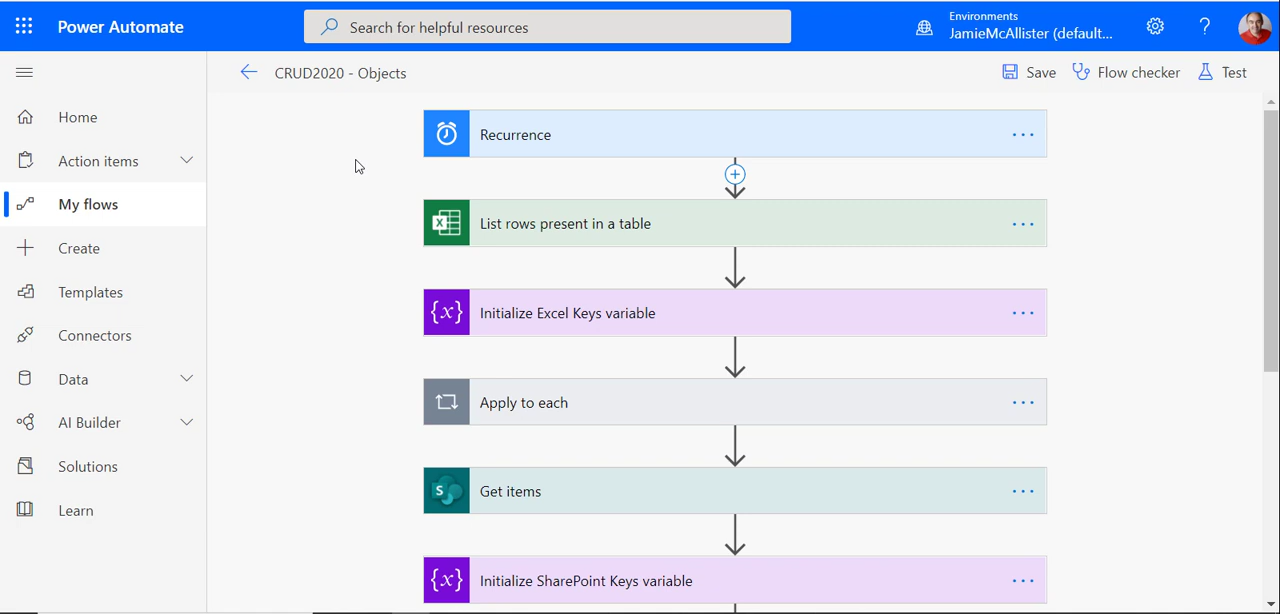 Power Automate
Search for helpful resources
Environments
JamieMcAllister (default...
?
CRUD2020 - Objects
Save
Flow checker
Test
Home
Action items
My flows
Create
Templates
Connectors
Data
AI Builder
Solutions
Learn
Recurrence
List rows present in a table
{x} Initialize Excel Keys variable
Apply to each
S Get items
{x} Initialize SharePoint Keys variable